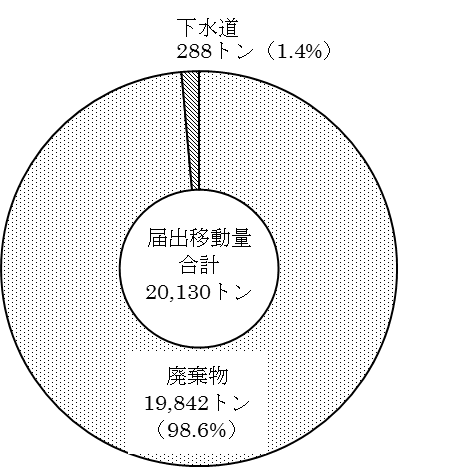 下水道
288トン（1.4%）
届出移動量
合計
20,130トン
廃棄物
19,842トン
（98.6%）